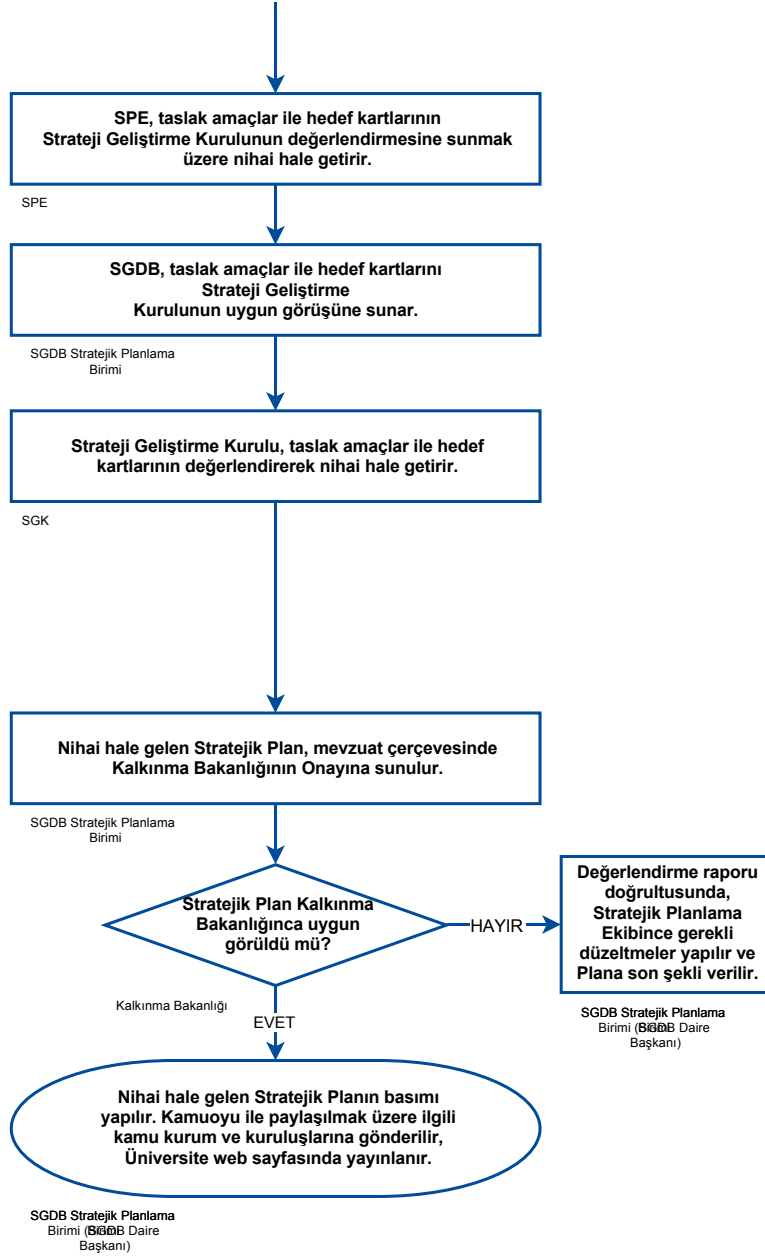 SPE, taslak amaçlar ile hedef kartlarının
Strateji Geliştirme Kurulunun değerlendirmesine sunmak
üzere nihai hale getirir.
SPE
SGDB, taslak amaçlar ile hedef kartlarını
Strateji Geliştirme
Kurulunun uygun görüşüne sunar.
SGDB Stratejik Planlama
Birimi
Strateji Geliştirme Kurulu, taslak amaçlar ile hedef
kartlarının değerlendirerek nihai hale getirir.
SGK
Nihai hale gelen Stratejik Plan, mevzuat çerçevesinde
Kalkınma Bakanlığının Onayına sunulur.
SGDB Stratejik Planlama
Birimi
Stratejik Plan Kalkınma
Bakanlığınca uygun
görüldü mü?
HAYIR
Değerlendirme raporu
doğrultusunda,
Stratejik Planlama
Ekibince gerekli
düzeltmeler yapılır ve
Plana son şekli verilir.
SGDB Stratejik Planlama
Birimi (SGDB Daire
Başkanı)
Kalkınma Bakanlığı
EVET
Nihai hale gelen Stratejik Planın basımı
yapılır. Kamuoyu ile paylaşılmak üzere ilgili
kamu kurum ve kuruluşlarına gönderilir,
Üniversite web sayfasında yayınlanır.
SGDB Stratejik Planlama
Birimi (SGDB Daire
Başkanı)